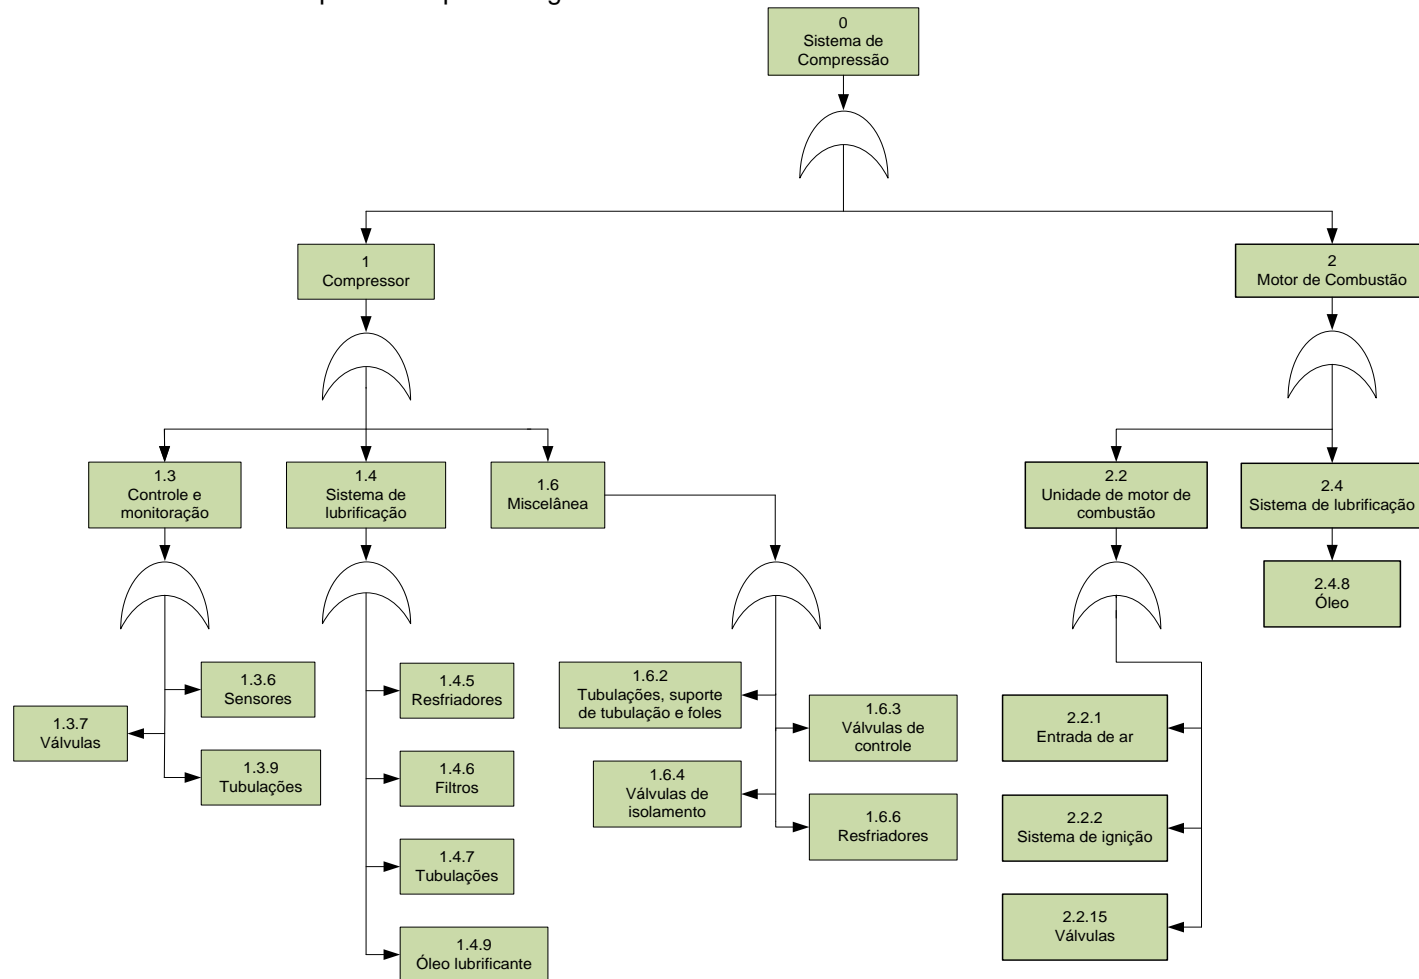 0
Sistema de
Compressão
1
Compressor
2
Motor de Combustão
1.3
Controle e
monitoração
1.4
Sistema de
lubrificação
1.6
Miscelânea
2.2
Unidade de motor de
combustão
2.4
Sistema de lubrificação
2.4.8
Óleo
1.3.6
Sensores
1.3.7
Válvulas
1.3.9
Tubulações
1.4.5
Resfriadores
1.4.6
Filtros
1.4.7
Tubulações
1.4.9
Óleo lubrificante
1.6.2
Tubulações, suporte
de tubulação e foles
1.6.3
Válvulas de
controle
1.6.4
Válvulas de
isolamento
1.6.6
Resfriadores
2.2.1
Entrada de ar
2.2.2
Sistema de ignição
2.2.15
Válvulas